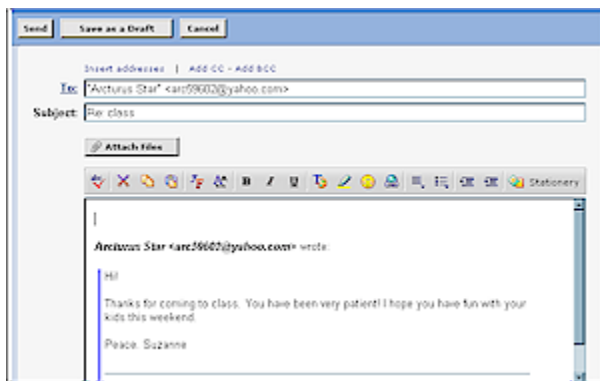 Send Save as a Draft Cancel
Insert addresses | Add CC - Add BCC
To: "Arcturus Star" <arc59602@yahoo.com>
Subject: Re: class
Attach Files
B I U Stationery
Arcturus Star <arc59602@yahoo.com> wrote:
Hi!
Thanks for coming to class. You have been very patient! I hope you have fun with your
kids this weekend.
Peace, Suzanne